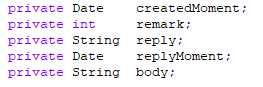 private Date    createdMoment;
private int     remark;
private String  reply;
private Date    replyMoment;
private String  body;